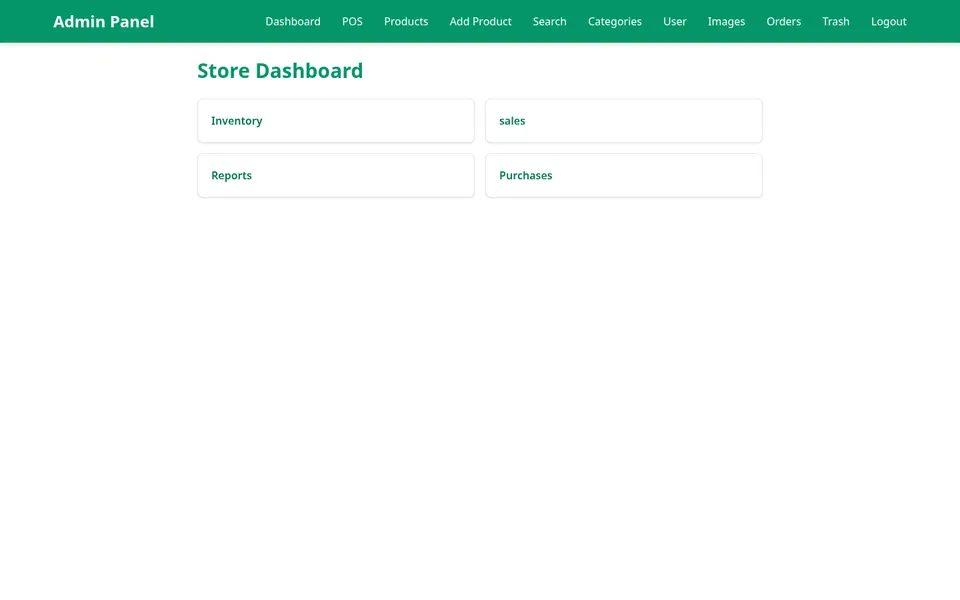 Admin Panel Dashboard POS Products Add Product Search Categories User Images Orders Trash Logout
Store Dashboard
Inventory sales
Reports Purchases